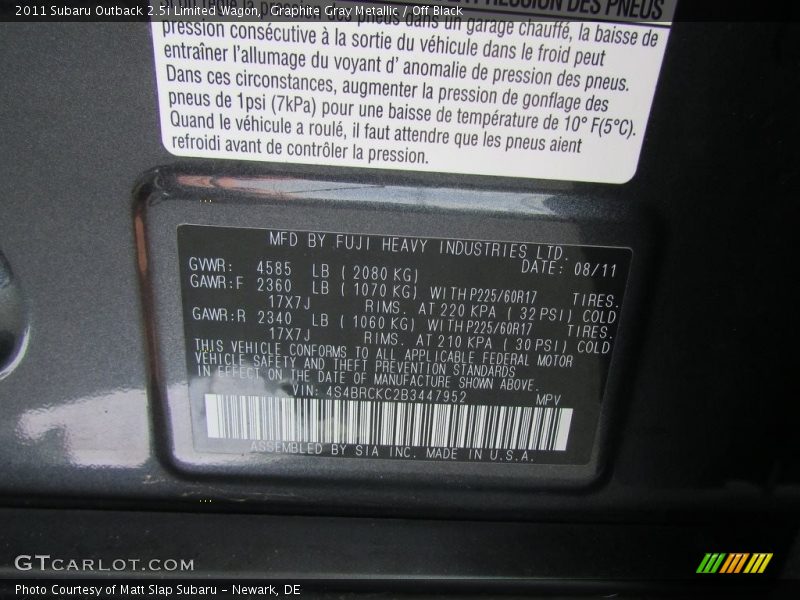 2011 Subaru Outback 2.5i Limited Wagon, / Graphite Gray Metallic / Off Black
PRESSION DES PNEUS
la pression des pneus dans un garage chauffé, la baisse de
pression consécutive à la sortie du véhicule dans le froid peut
entraîner l'allumage du voyant d' anomalie de pression des pneus.
Dans ces circonstances, augmenter la pression de gonflage des
pneus de 1psi (7kPa) pour une baisse de température de 10° F(5°C).
Quand le véhicule a roulé, il faut attendre que les pneus aient
refroidi avant de contrôler la pression.
MFD BY FUJI HEAVY INDUSTRIES LTD.
GVWR: 4585 LB ( 2080 KG) DATE: 08/11
GAWR:F 2360 LB ( 1070 KG) WITH P225/60R17 TIRES.
17X7J RIMS. AT 220 KPA ( 32 PSI) COLD
GAWR:R 2340 LB ( 1060 KG) WITH P225/60R17 TIRES.
17X7J RIMS. AT 210 KPA ( 30 PSI) COLD
THIS VEHICLE CONFORMS TO ALL APPLICABLE FEDERAL MOTOR
VEHICLE SAFETY AND THEFT PREVENTION STANDARDS
IN EFFECT ON THE DATE OF MANUFACTURE SHOWN ABOVE.
VIN: 4S4BRCKC2B3447952 MPV
ASSEMBLED BY SIA INC. MADE IN U.S.A.
GTCARLOT.COM
Photo Courtesy of Matt Slap Subaru - Newark, DE